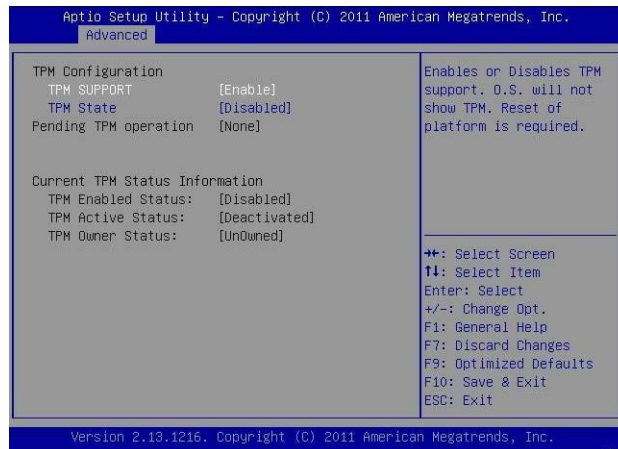 Aptio Setup Utility – Copyright (C) 2011 American Megatrends, Inc.
Advanced
TPM Configuration
TPM SUPPORT [Enable]
TPM State [Disabled]
Pending TPM operation [None]
Current TPM Status Information
TPM Enabled Status: [Disabled]
TPM Active Status: [Deactivated]
TPM Owner Status: [UnOwned]
Enables or Disables TPM
support. O.S. will not
show TPM. Reset of
platform is required.
→←: Select Screen
↑↓: Select Item
Enter: Select
+/-: Change Opt.
F1: General Help
F7: Discard Changes
F9: Optimized Defaults
F10: Save & Exit
ESC: Exit
Version 2.13.1216. Copyright (C) 2011 American Megatrends, Inc.